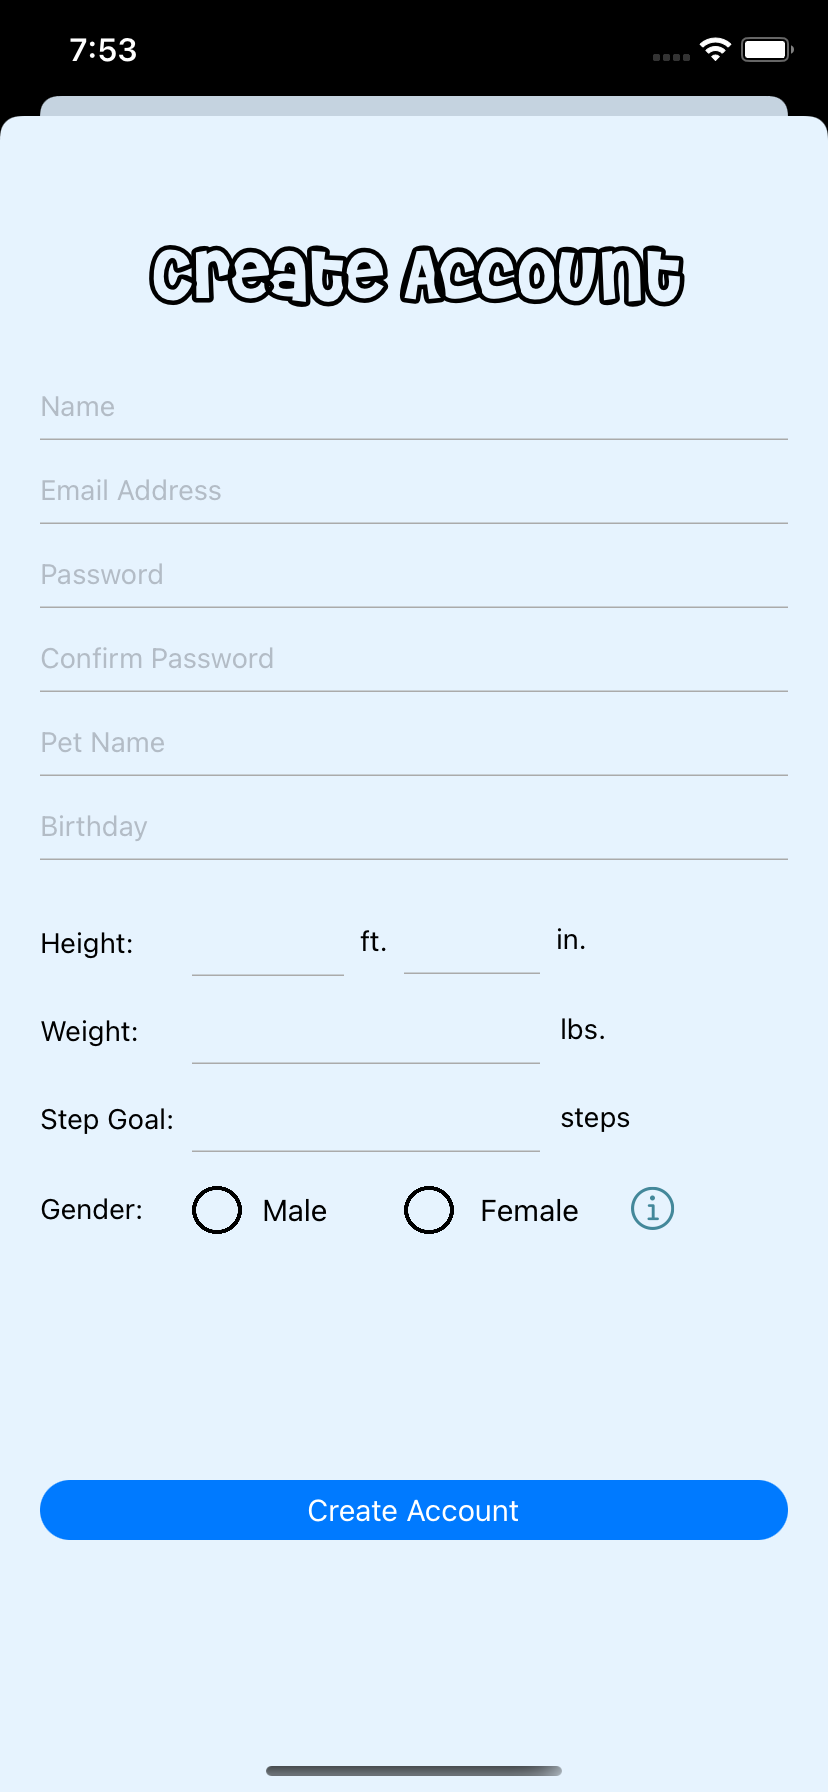 7:53
Create Account
Name
Email Address
Password
Confirm Password
Pet Name
Birthday
Height: ft. in.
Weight: lbs.
Step Goal: steps
Gender: Male Female i
Create Account